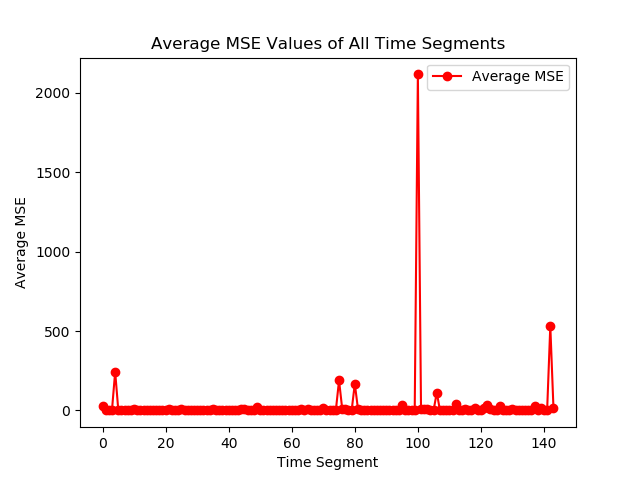 Average MSE Values of All Time Segments
Average MSE
2000
1500
1000
500
0
Average MSE
0 20 40 60 80 100 120 140
Time Segment